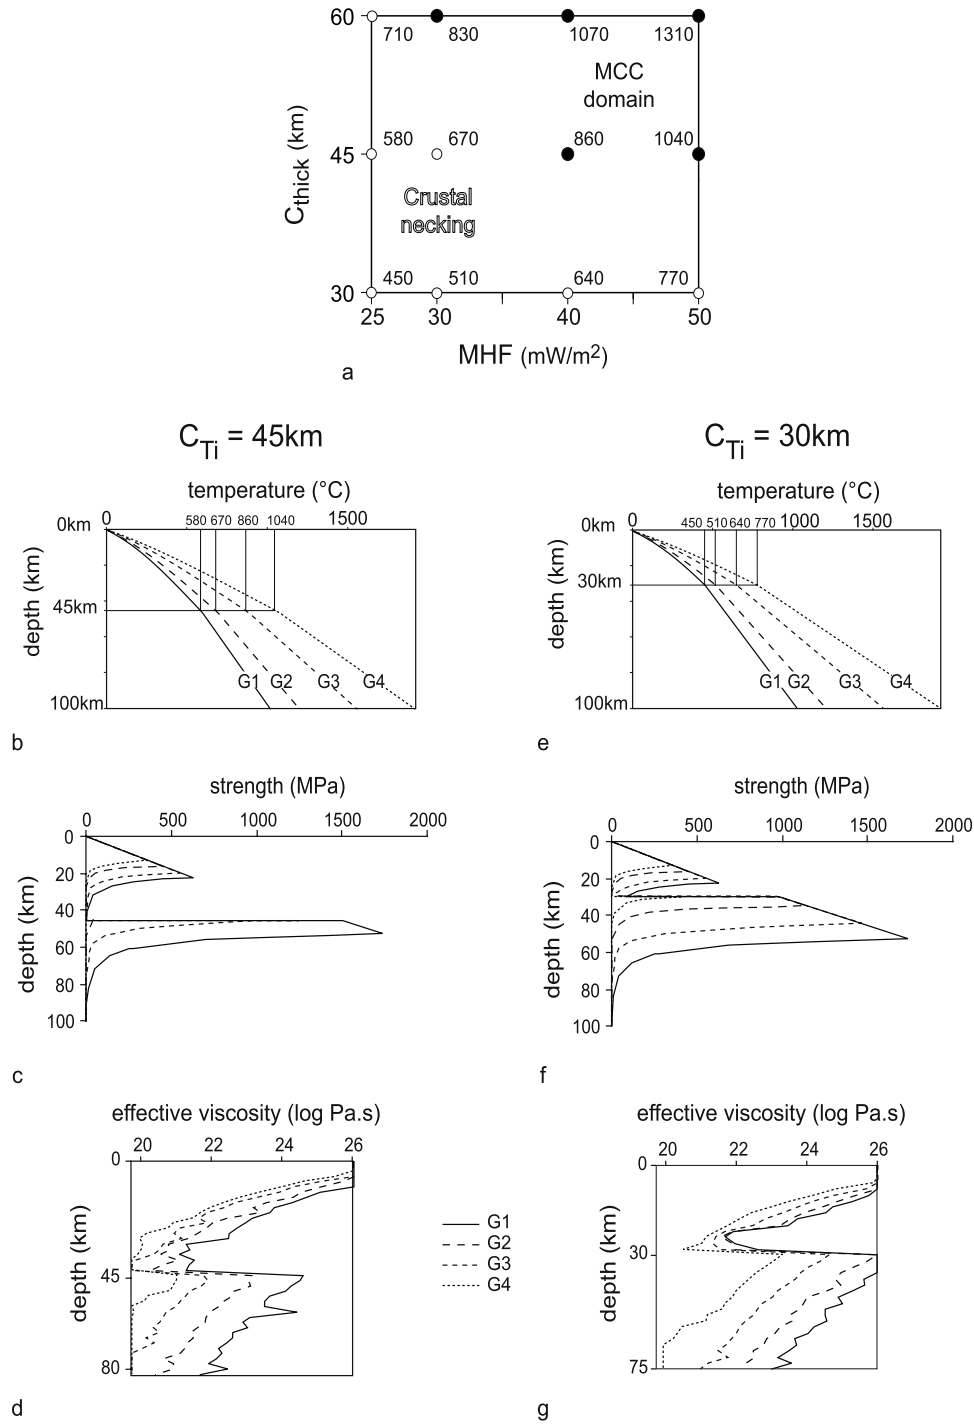 60
710 830 1070 1310
MCC
domain
580 670 860 1040
45
Cthick (km)
Crustal
necking
450 510 640 770
30
25 30 40 50
MHF (mW/m2)
a
CTi = 45km
temperature (°C)
0 580 670 860 1040 1500
0km
45km
depth (km)
G1 G2 G3 G4
100km
b
strength (MPa)
0 500 1000 1500 2000
0
20
40
60
80
100
depth (km)
c
effective viscosity (log Pa.s)
20 22 24 26
0
45
80
depth (km)
d
CTi = 30km
temperature (°C)
0 450 510 640 770 1000 1500
0km
30km
depth (km)
G1 G2 G3 G4
100km
e
strength (MPa)
0 500 1000 1500 2000
0
20
40
60
80
100
depth (km)
f
effective viscosity (log Pa.s)
20 22 24 26
0
30
75
depth (km)
g
G1
G2
G3
G4